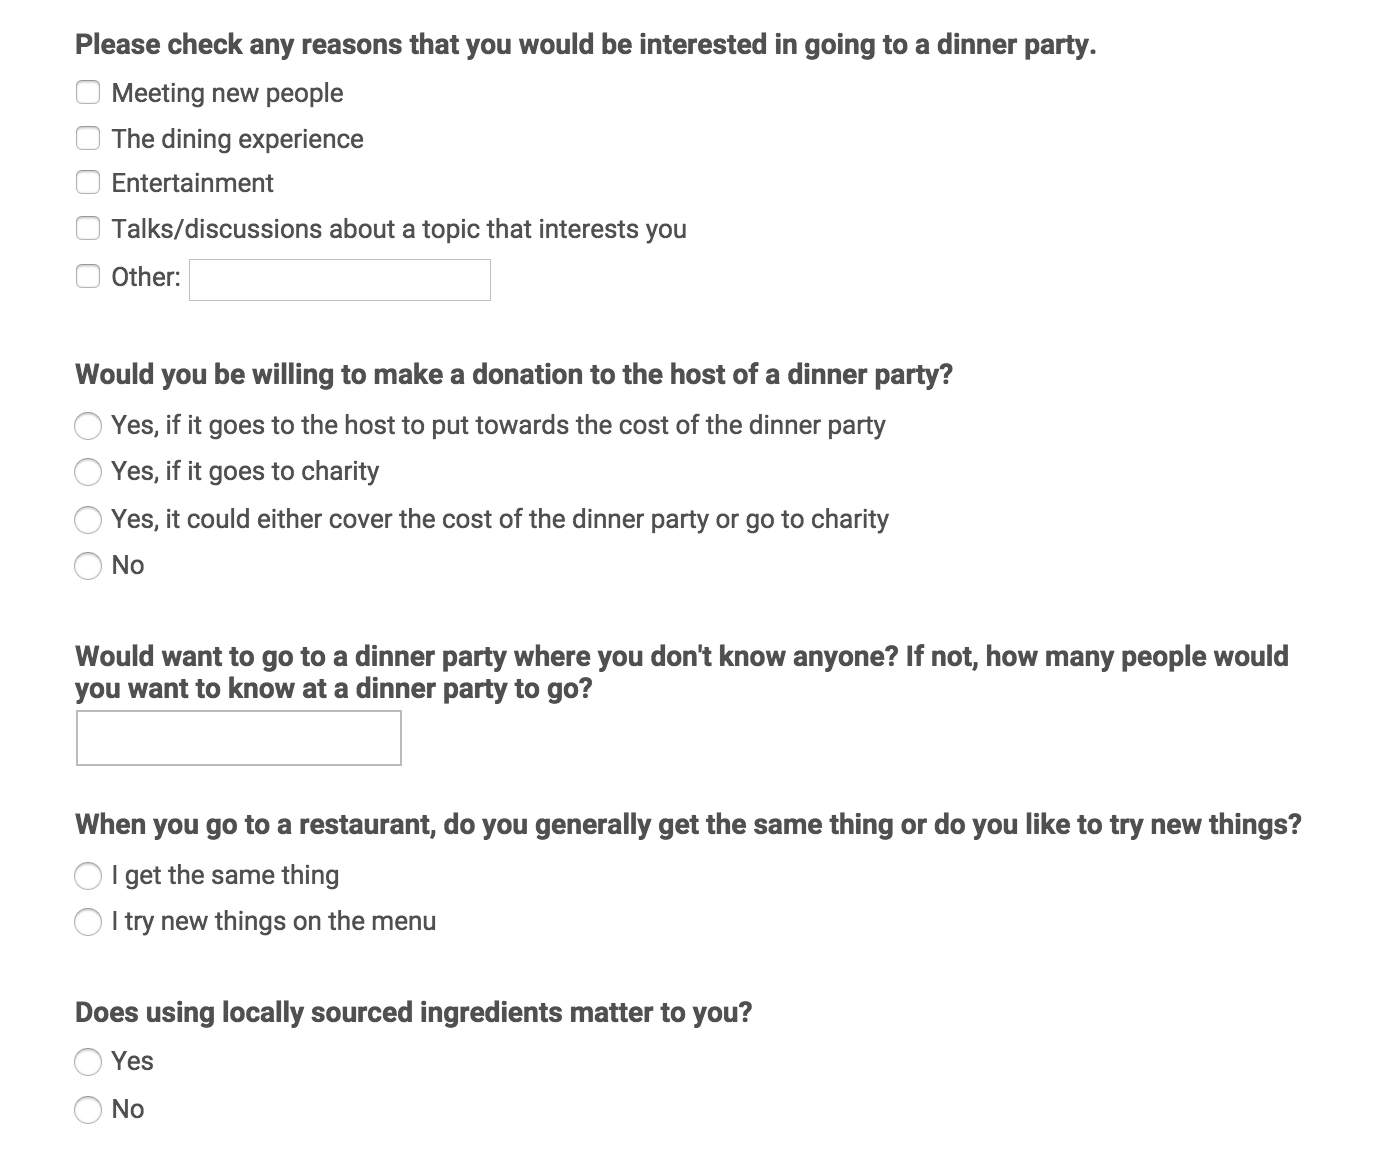 Please check any reasons that you would be interested in going to a dinner party.
Meeting new people
The dining experience
Entertainment
Talks/discussions about a topic that interests you
Other:
Would you be willing to make a donation to the host of a dinner party?
Yes, if it goes to the host to put towards the cost of the dinner party
Yes, if it goes to charity
Yes, it could either cover the cost of the dinner party or go to charity
No
Would want to go to a dinner party where you don't know anyone? If not, how many people would
you want to know at a dinner party to go?
When you go to a restaurant, do you generally get the same thing or do you like to try new things?
I get the same thing
I try new things on the menu
Does using locally sourced ingredients matter to you?
Yes
No